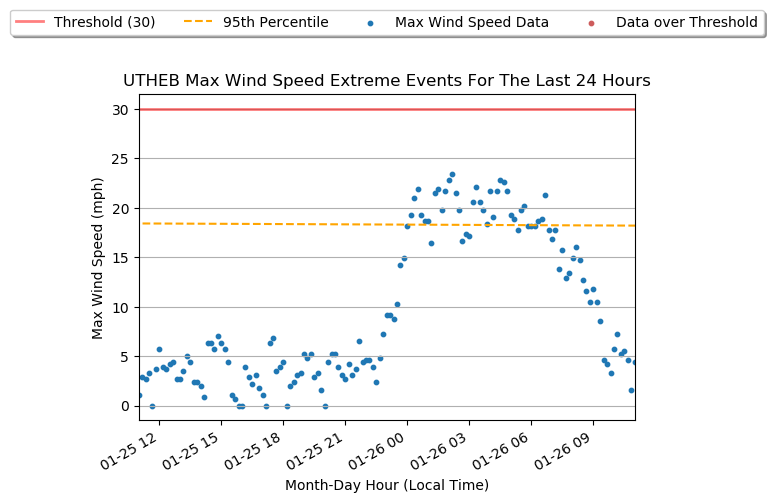 Threshold (30) 95th Percentile Max Wind Speed Data Data over Threshold
UTHEB Max Wind Speed Extreme Events For The Last 24 Hours
Max Wind Speed (mph)
30
25
20
15
10
5
0
01-25 12 01-25 15 01-25 18 01-25 21 01-26 00 01-26 03 01-26 06 01-26 09
Month-Day Hour (Local Time)